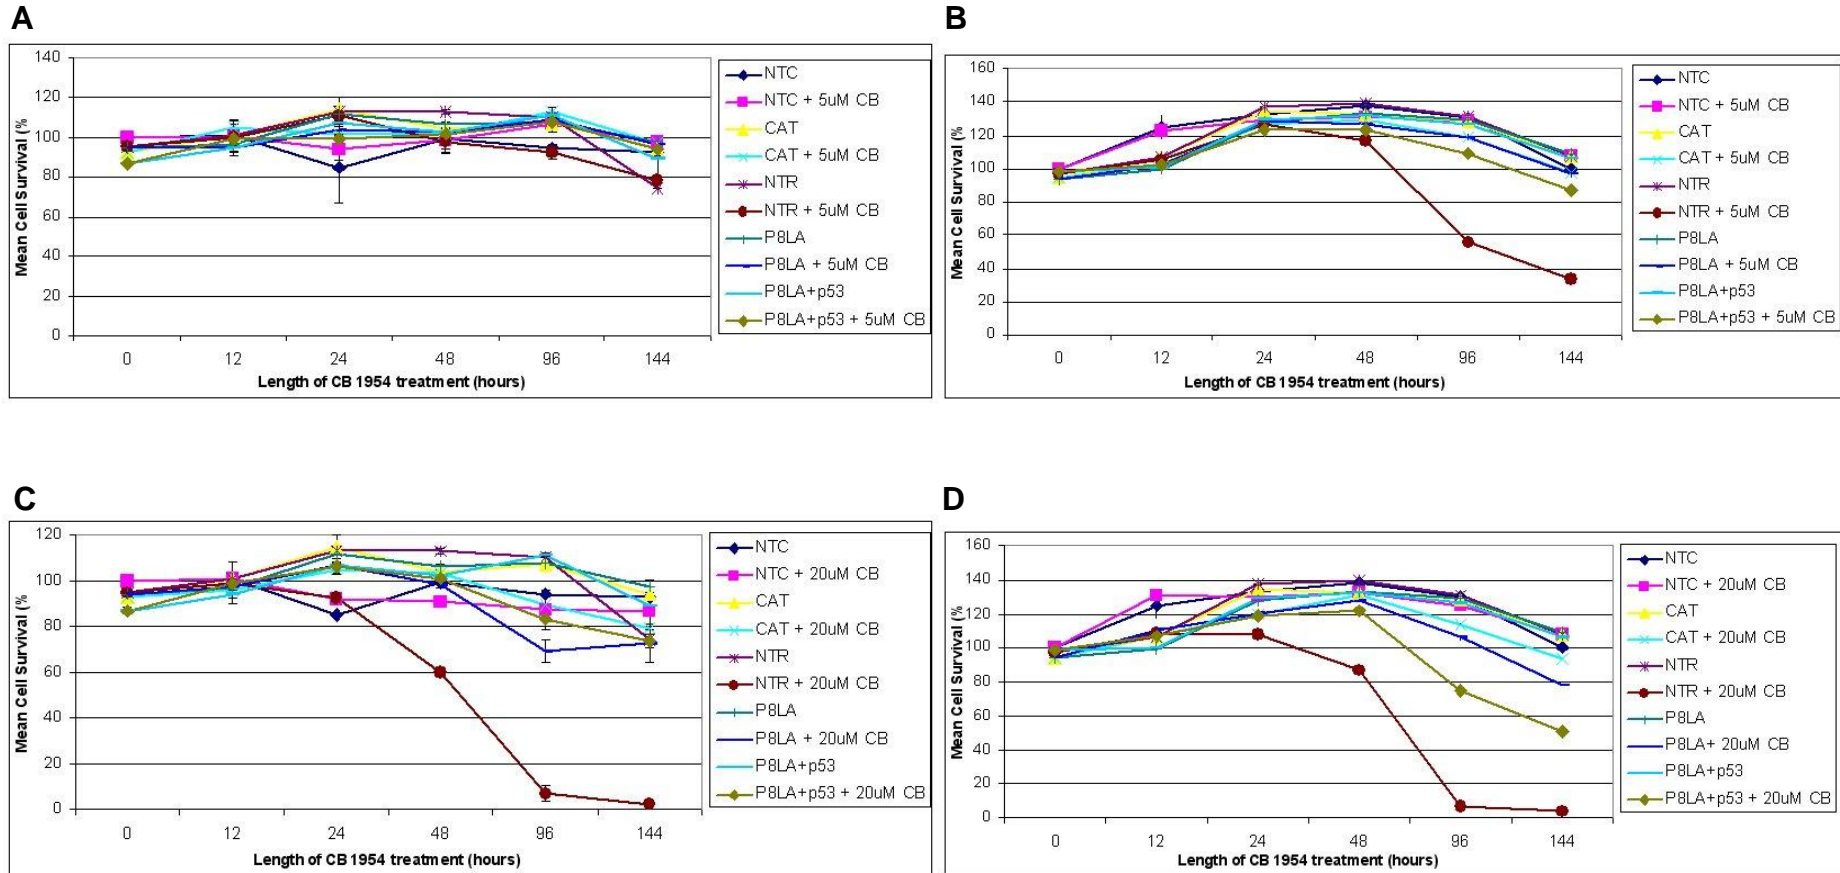 A
140
120
100
80
60
40
20
0
Mean Cell Survival (%
0 12 24 48 96 144
Length of CB 1954 treatment (hours)
NTC
NTC + 5uM CB
CAT
CAT + 5uM CB
NTR
NTR + 5uM CB
P8LA
P8LA + 5uM CB
P8LA+p53
P8LA+p53 + 5uM CB
B
160
140
120
100
80
60
40
20
0
Mean Cell Survival (%
0 12 24 48 96 144
Length of CB 1954 treatment (hours)
NTC
NTC + 5uM CB
CAT
CAT + 5uM CB
NTR
NTR + 5uM CB
P8LA
P8LA + 5uM CB
P8LA+p53
P8LA+p53 + 5uM CB
C
120
100
80
60
40
20
0
Mean Cell Survival (%
0 12 24 48 96 144
Length of CB 1954 treatment (hours)
NTC
NTC + 20uM CB
CAT
CAT + 20uM CB
NTR
NTR + 20uM CB
P8LA
P8LA + 20uM CB
P8LA+p53
P8LA+p53 + 20uM CB
D
160
140
120
100
80
60
40
20
0
Mean Cell Survival (%
0 12 24 48 96 144
Length of CB 1954 treatment (hours)
NTC
NTC + 20uM CB
CAT
CAT + 20uM CB
NTR
NTR + 20uM CB
P8LA
P8LA+ 20uM CB
P8LA+p53
P8LA+p53 + 20uM CB